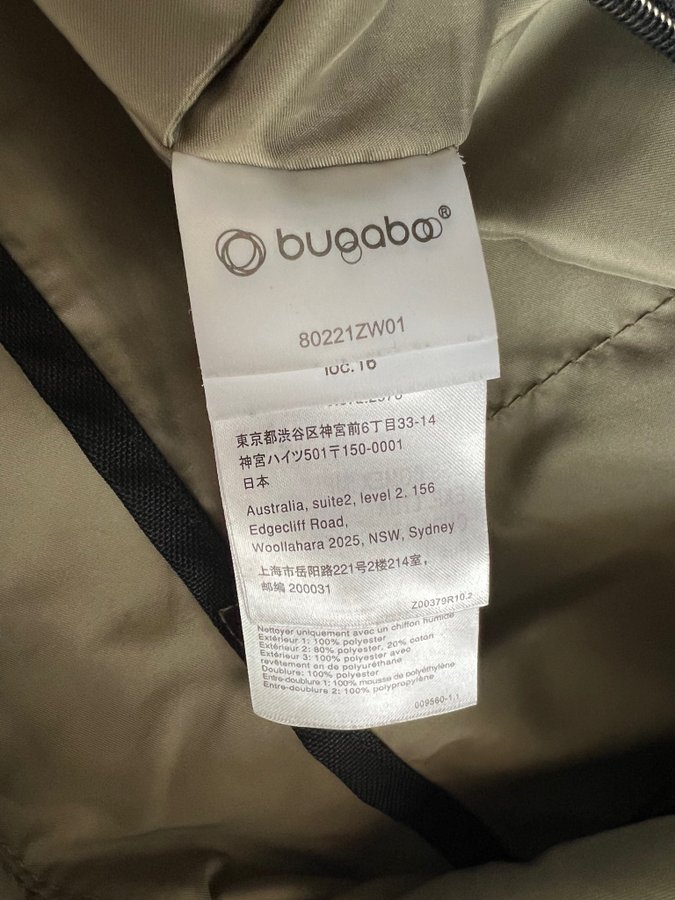 bugaboo®
80221ZW01
loc.16
東京都渋谷区神宮前6丁目33-14
神宮ハイツ501〒150-0001
日本
Australia, suite2, level 2. 156
Edgecliff Road,
Woollahara 2025, NSW, Sydney
上海市岳阳路221号2楼214室,
邮编 200031
Z00379R10.2
Nettoyer uniquement avec un chiffon humide
Extérieur 1: 100% polyester
Extérieur 2: 80% polyester, 20% coton
Extérieur 3: 100% polyester avec
revêtement en de polyuréthane
Doublure: 100% polyester
Entre-doublure 1: 100% mousse de polyéthylène
Entre-doublure 2: 100% polypropylène
009560-1.1